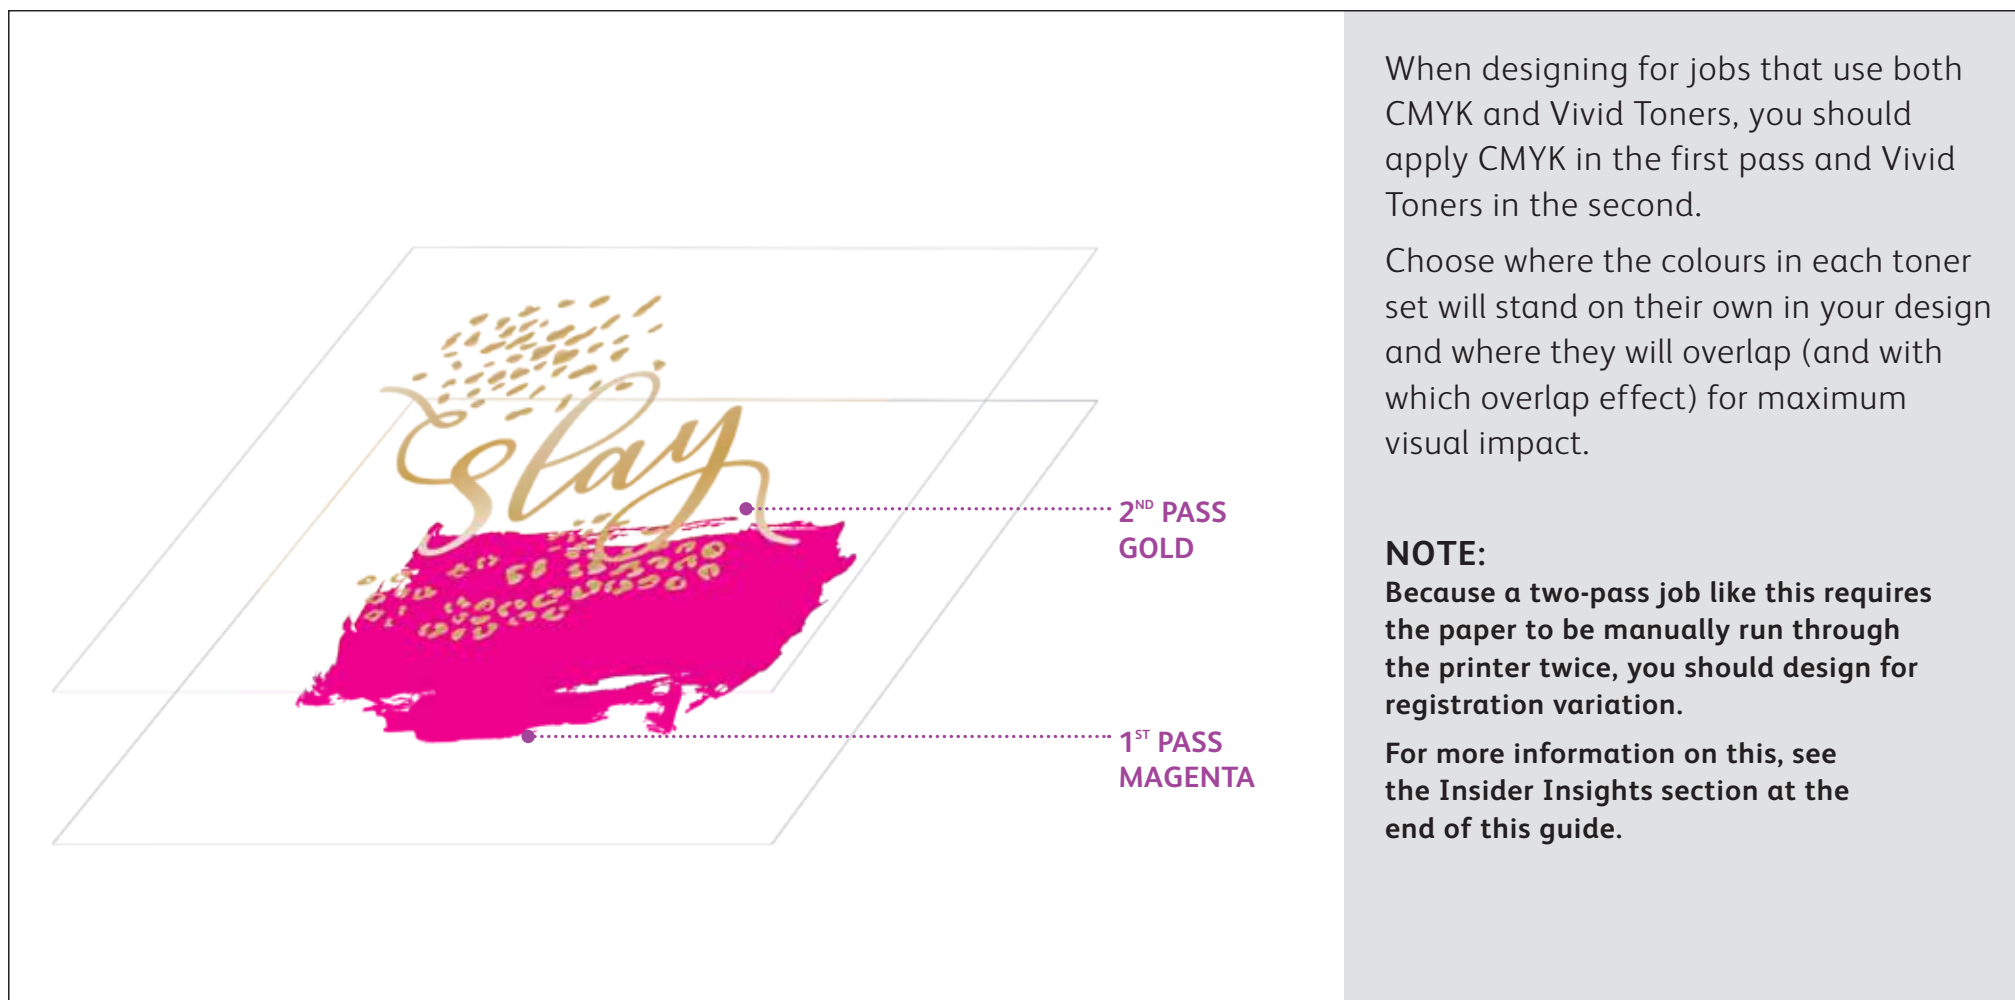 slay
2ND PASS
GOLD
1ST PASS
MAGENTA
When designing for jobs that use both
CMYK and Vivid Toners, you should
apply CMYK in the first pass and Vivid
Toners in the second.
Choose where the colours in each toner
set will stand on their own in your design
and where they will overlap (and with
which overlap effect) for maximum
visual impact.
NOTE:
Because a two-pass job like this requires
the paper to be manually run through
the printer twice, you should design for
registration variation.
For more information on this, see
the Insider Insights section at the
end of this guide.